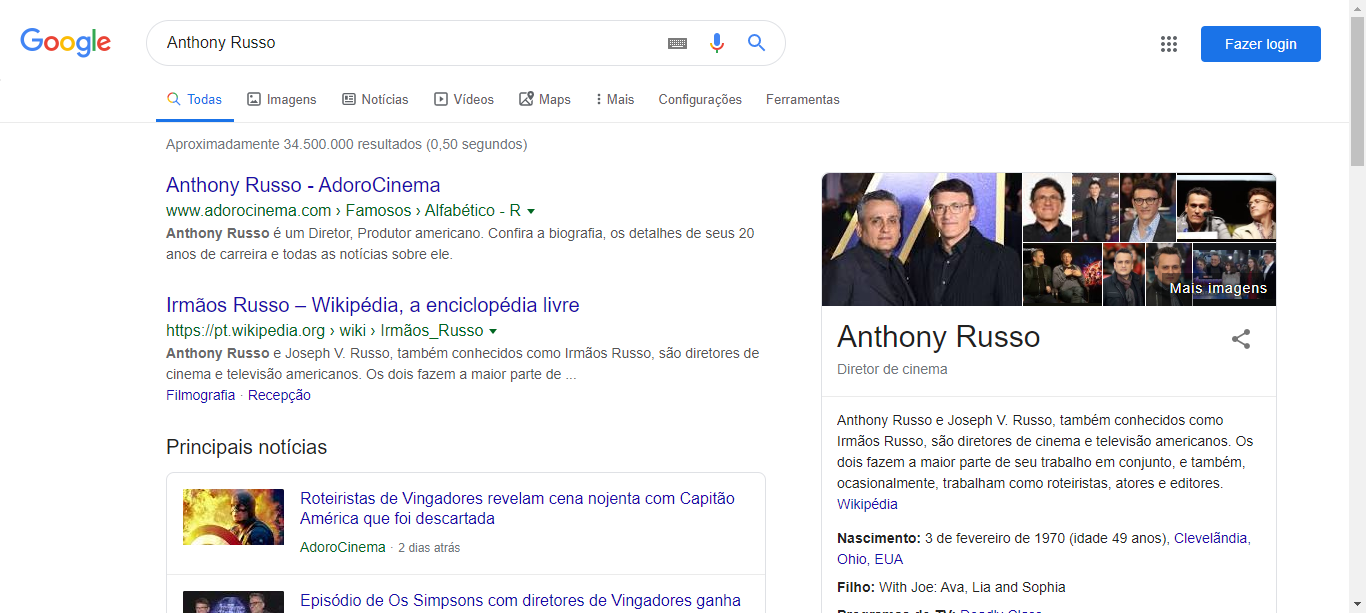 Google
Anthony Russo
Fazer login
Todas
Imagens
Notícias
Vídeos
Maps
Mais
Configurações
Ferramentas
Aproximadamente 34.500.000 resultados (0,50 segundos)
Anthony Russo - AdoroCinema
www.adorocinema.com › Famosos › Alfabético - R
Anthony Russo é um Diretor, Produtor americano. Confira a biografia, os detalhes de seus 20
anos de carreira e todas as notícias sobre ele.
Irmãos Russo – Wikipédia, a enciclopédia livre
https://pt.wikipedia.org › wiki › Irmãos_Russo
Anthony Russo e Joseph V. Russo, também conhecidos como Irmãos Russo, são diretores de
cinema e televisão americanos. Os dois fazem a maior parte de ...
Filmografia · Recepção
Principais notícias
Roteiristas de Vingadores revelam cena nojenta com Capitão
América que foi descartada
AdoroCinema · 2 dias atrás
Episódio de Os Simpsons com diretores de Vingadores ganha
Mais imagens
Anthony Russo
Diretor de cinema
Anthony Russo e Joseph V. Russo, também conhecidos como
Irmãos Russo, são diretores de cinema e televisão americanos. Os
dois fazem a maior parte de seu trabalho em conjunto, e também,
ocasionalmente, trabalham como roteiristas, atores e editores.
Wikipédia
Nascimento: 3 de fevereiro de 1970 (idade 49 anos), Clevelândia,
Ohio, EUA
Filho: With Joe: Ava, Lia and Sophia
Programas de TV: Deadly Class